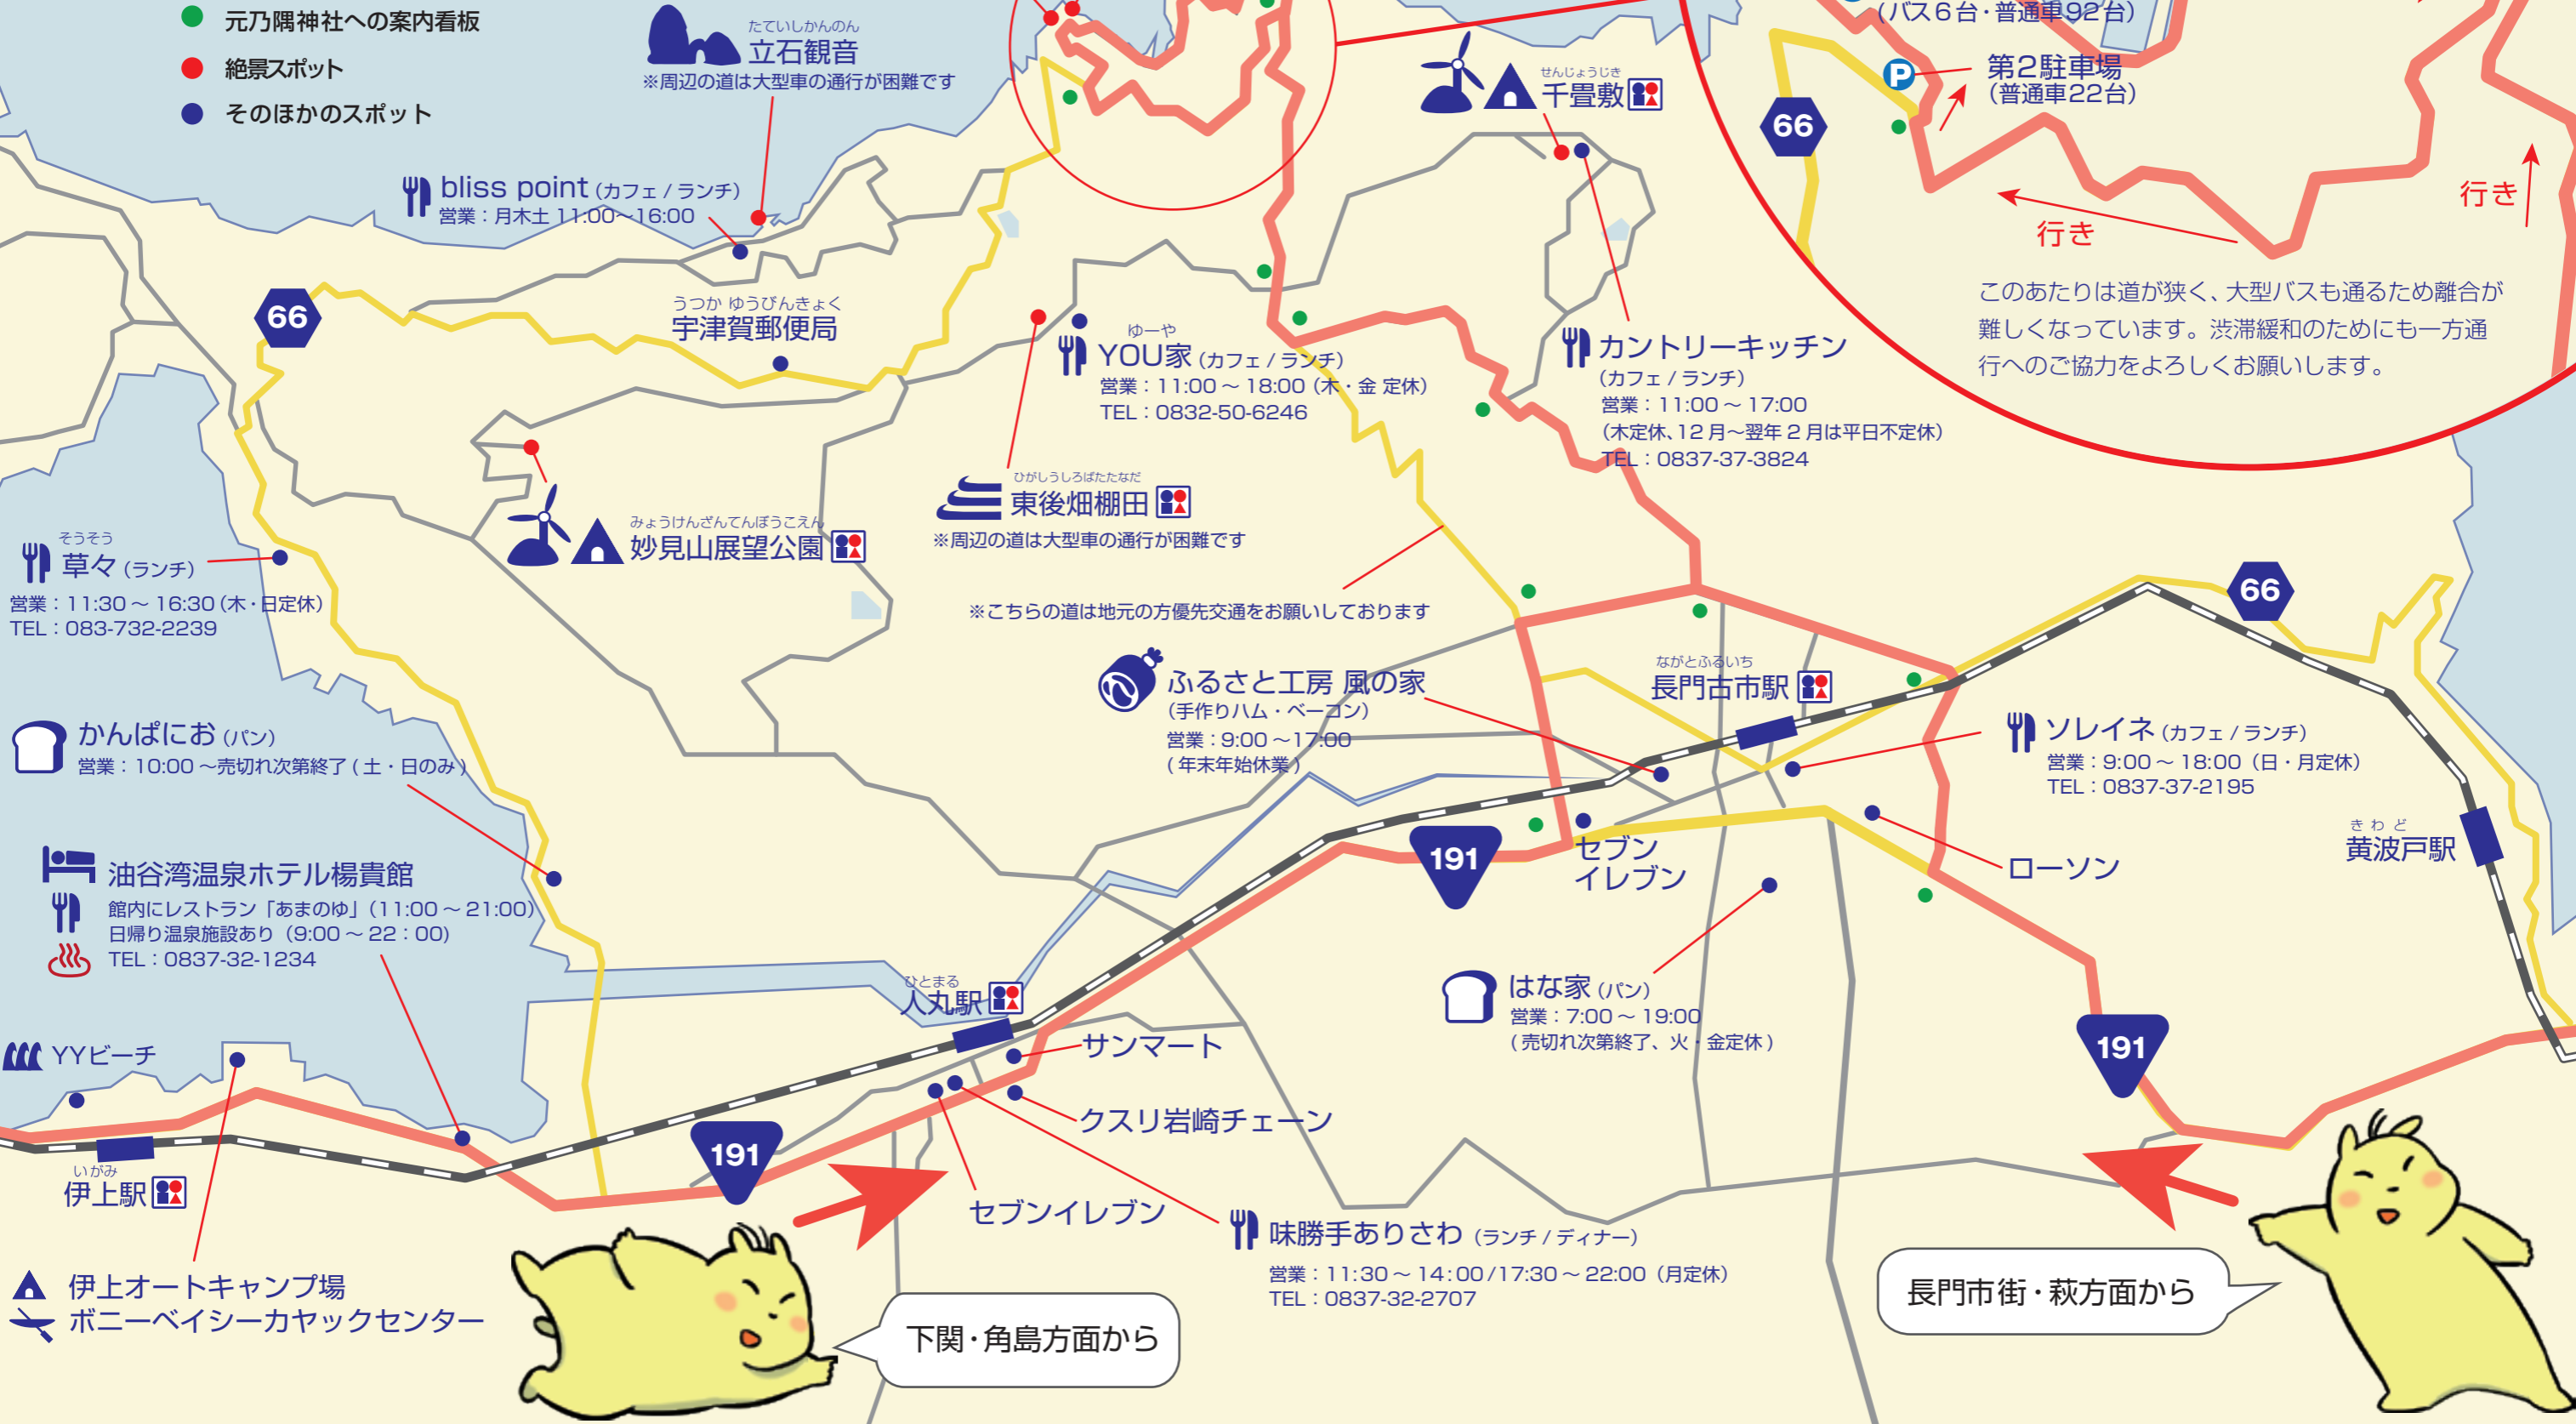 元乃隅神社への案内看板
絶景スポット
そのほかのスポット
たていしかんのん
立石観音
※周辺の道は大型車の通行が困難です
bliss point (カフェ / ランチ)
営業：月木土 11:00〜16:00
せんじょうじき
千畳敷
(バス6台・普通車92台)
P
第2駐車場
(普通車22台)
66
行き
行き
このあたりは道が狭く、大型バスも通るため離合が
難しくなっています。渋滞緩和のためにも一方通
行へのご協力をよろしくお願いします。
66
うつか ゆうびんきょく
宇津賀郵便局
ゆーや
YOU家 (カフェ / ランチ)
営業：11:00 〜 18:00 (木・金 定休)
TEL：0832-50-6246
カントリーキッチン
(カフェ / ランチ)
営業：11:00 〜 17:00
(木定休、12 月〜翌年 2 月は平日不定休)
TEL：0837-37-3824
ひがしうしろばたたなだ
東後畑棚田
※周辺の道は大型車の通行が困難です
みょうけんざんてんぼうこえん
妙見山展望公園
そうそう
草々 (ランチ)
営業：11:30 〜 16:30 (木・日定休)
TEL：083-732-2239
※こちらの道は地元の方優先交通をお願いしております
66
ふるさと工房 風の家
(手作りハム・ベーコン)
営業：9:00 〜17:00
( 年末年始休業 )
ながとふるいち
長門古市駅
かんぱにお (パン)
営業：10:00 〜売切れ次第終了 ( 土・日のみ )
ソレイネ (カフェ / ランチ)
営業：9:00 〜 18:00 (日・月定休)
TEL：0837-37-2195
きわど
黄波戸駅
油谷湾温泉ホテル楊貴館
館内にレストラン「あまのゆ」(11:00 〜 21:00)
日帰り温泉施設あり (9:00 〜 22：00)
TEL：0837-32-1234
191
セブン
イレブン
ローソン
はな家 (パン)
営業：7:00 〜 19:00
( 売切れ次第終了、火・金定休 )
ひとまる
人丸駅
サンマート
クスリ岩崎チェーン
191
YYビーチ
いがみ
伊上駅
191
セブンイレブン
味勝手ありさわ (ランチ / ディナー)
営業：11:30 〜 14:00 /17:30 〜 22:00 (月定休)
TEL：0837-32-2707
伊上オートキャンプ場
ボニーベイシーカヤックセンター
下関・角島方面から
長門市街・萩方面から